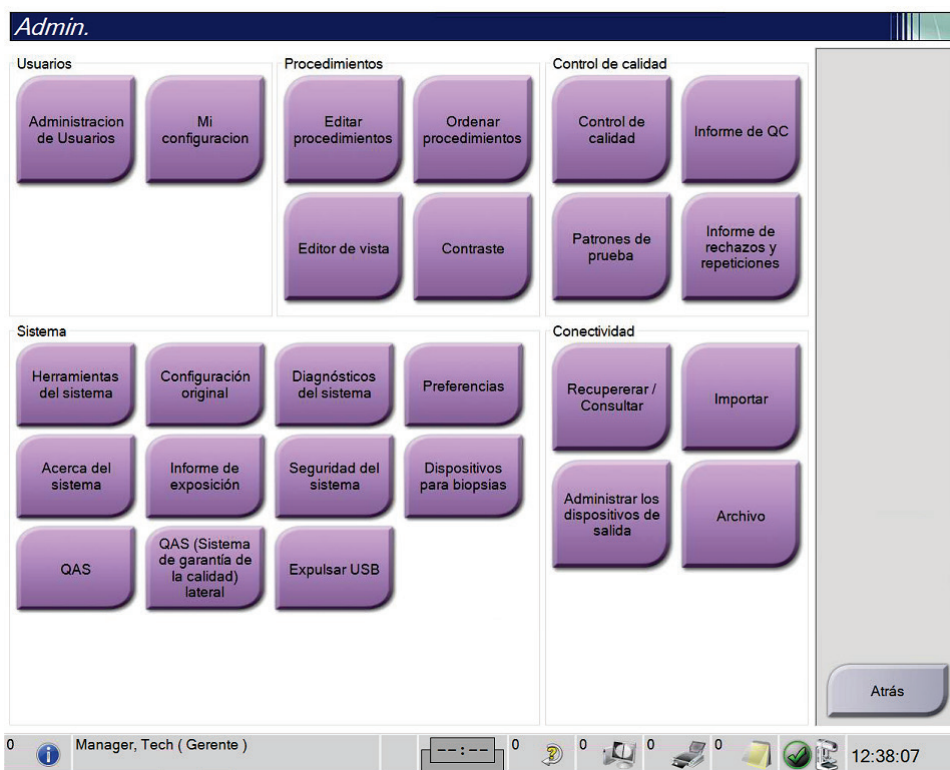 Admin.
Usuarios
Administracion
de Usuarios
Mi
configuracion
Procedimientos
Editar
procedimientos
Ordenar
procedimientos
Editor de vista
Contraste
Control de calidad
Control de
calidad
Informe de QC
Patrones de
prueba
Informe de
rechazos y
repeticiones
Sistema
Herramientas
del sistema
Configuración
original
Diagnósticos
del sistema
Preferencias
Acerca del
sistema
Informe de
exposición
Seguridad del
sistema
Dispositivos
para biopsias
QAS
QAS (Sistema
de garantía de
la calidad)
lateral
Expulsar USB
Conectividad
Recupererar /
Consultar
Importar
Administrar los
dispositivos de
salida
Archivo
Atrás
0 Manager, Tech ( Gerente ) --:-- 0 0 0 0 12:38:07